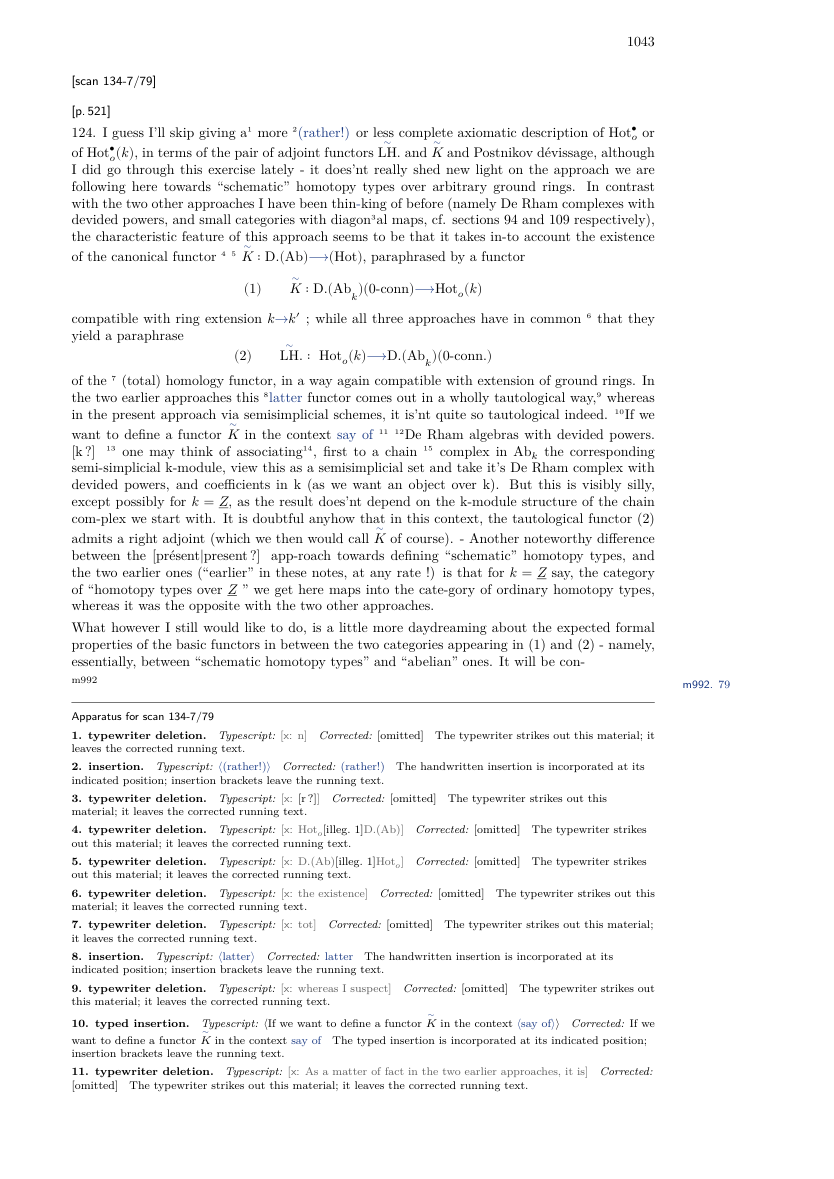 1043
[scan 134-7/79]
[p. 521]
124. I guess I'll skip giving a¹ more ²(rather!) or less complete axiomatic description of Hotₒ• or
of Hotₒ•(k), in terms of the pair of adjoint functors L͂H. and K̃ and Postnikov dévissage, although
I did go through this exercise lately - it does'nt really shed new light on the approach we are
following here towards “schematic” homotopy types over arbitrary ground rings. In contrast
with the two other approaches I have been thin-king of before (namely De Rham complexes with
devided powers, and small categories with diagon³al maps, cf. sections 94 and 109 respectively),
the characteristic feature of this approach seems to be that it takes in-to account the existence
of the canonical functor ⁴ ⁵ K̃ : D.(Ab)⟶(Hot), paraphrased by a functor
(1) K̃ : D.(Abₖ)(0-conn)⟶Hotₒ(k)
compatible with ring extension k→k′ ; while all three approaches have in common ⁶ that they
yield a paraphrase
(2) L͂H. : Hotₒ(k)⟶D.(Abₖ)(0-conn.)
of the ⁷ (total) homology functor, in a way again compatible with extension of ground rings. In
the two earlier approaches this ⁸latter functor comes out in a wholly tautological way,⁹ whereas
in the present approach via semisimplicial schemes, it is'nt quite so tautological indeed. ¹⁰If we
want to define a functor K̃ in the context say of ¹¹ ¹²De Rham algebras with devided powers.
[k ?] ¹³ one may think of associating¹⁴, first to a chain ¹⁵ complex in Abₖ the corresponding
semi-simplicial k-module, view this as a semisimplicial set and take it's De Rham complex with
devided powers, and coefficients in k (as we want an object over k). But this is visibly silly,
except possibly for k = Z̲, as the result does'nt depend on the k-module structure of the chain
com-plex we start with. It is doubtful anyhow that in this context, the tautological functor (2)
admits a right adjoint (which we then would call K̃ of course). - Another noteworthy difference
between the [présent|present ?] app-roach towards defining “schematic” homotopy types, and
the two earlier ones (“earlier” in these notes, at any rate !) is that for k = Z̲ say, the category
of “homotopy types over Z̲ ” we get here maps into the cate-gory of ordinary homotopy types,
whereas it was the opposite with the two other approaches.
What however I still would like to do, is a little more daydreaming about the expected formal
properties of the basic functors in between the two categories appearing in (1) and (2) - namely,
essentially, between “schematic homotopy types” and “abelian” ones. It will be con-
m992
m992. 79
Apparatus for scan 134-7/79
1. typewriter deletion. Typescript: [x: n] Corrected: [omitted] The typewriter strikes out this material; it
leaves the corrected running text.
2. insertion. Typescript: ⟨(rather!)⟩ Corrected: (rather!) The handwritten insertion is incorporated at its
indicated position; insertion brackets leave the running text.
3. typewriter deletion. Typescript: [x: [r ?]] Corrected: [omitted] The typewriter strikes out this
material; it leaves the corrected running text.
4. typewriter deletion. Typescript: [x: Hotₒ[illeg. 1]D.(Ab)] Corrected: [omitted] The typewriter strikes
out this material; it leaves the corrected running text.
5. typewriter deletion. Typescript: [x: D.(Ab)[illeg. 1]Hotₒ] Corrected: [omitted] The typewriter strikes
out this material; it leaves the corrected running text.
6. typewriter deletion. Typescript: [x: the existence] Corrected: [omitted] The typewriter strikes out this
material; it leaves the corrected running text.
7. typewriter deletion. Typescript: [x: tot] Corrected: [omitted] The typewriter strikes out this material;
it leaves the corrected running text.
8. insertion. Typescript: ⟨latter⟩ Corrected: latter The handwritten insertion is incorporated at its
indicated position; insertion brackets leave the running text.
9. typewriter deletion. Typescript: [x: whereas I suspect] Corrected: [omitted] The typewriter strikes out
this material; it leaves the corrected running text.
10. typed insertion. Typescript: ⟨If we want to define a functor K̃ in the context ⟨say of⟩⟩ Corrected: If we
want to define a functor K̃ in the context say of The typed insertion is incorporated at its indicated position;
insertion brackets leave the running text.
11. typewriter deletion. Typescript: [x: As a matter of fact in the two earlier approaches, it is] Corrected:
[omitted] The typewriter strikes out this material; it leaves the corrected running text.